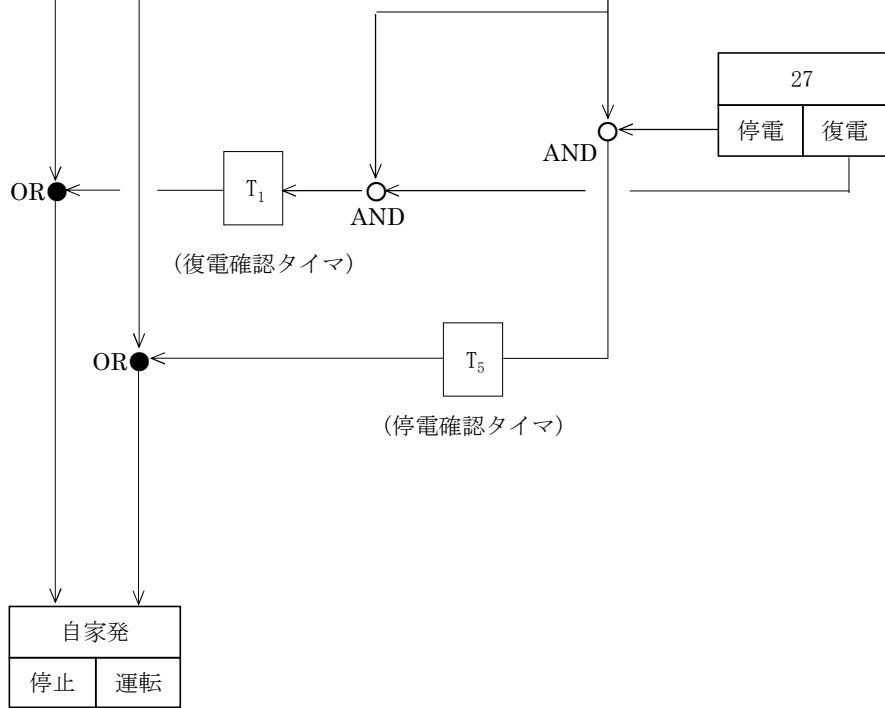 27
停電 復電
AND
OR T1
AND
(復電確認タイマ)
OR T5
(停電確認タイマ)
自家発
停止 運転